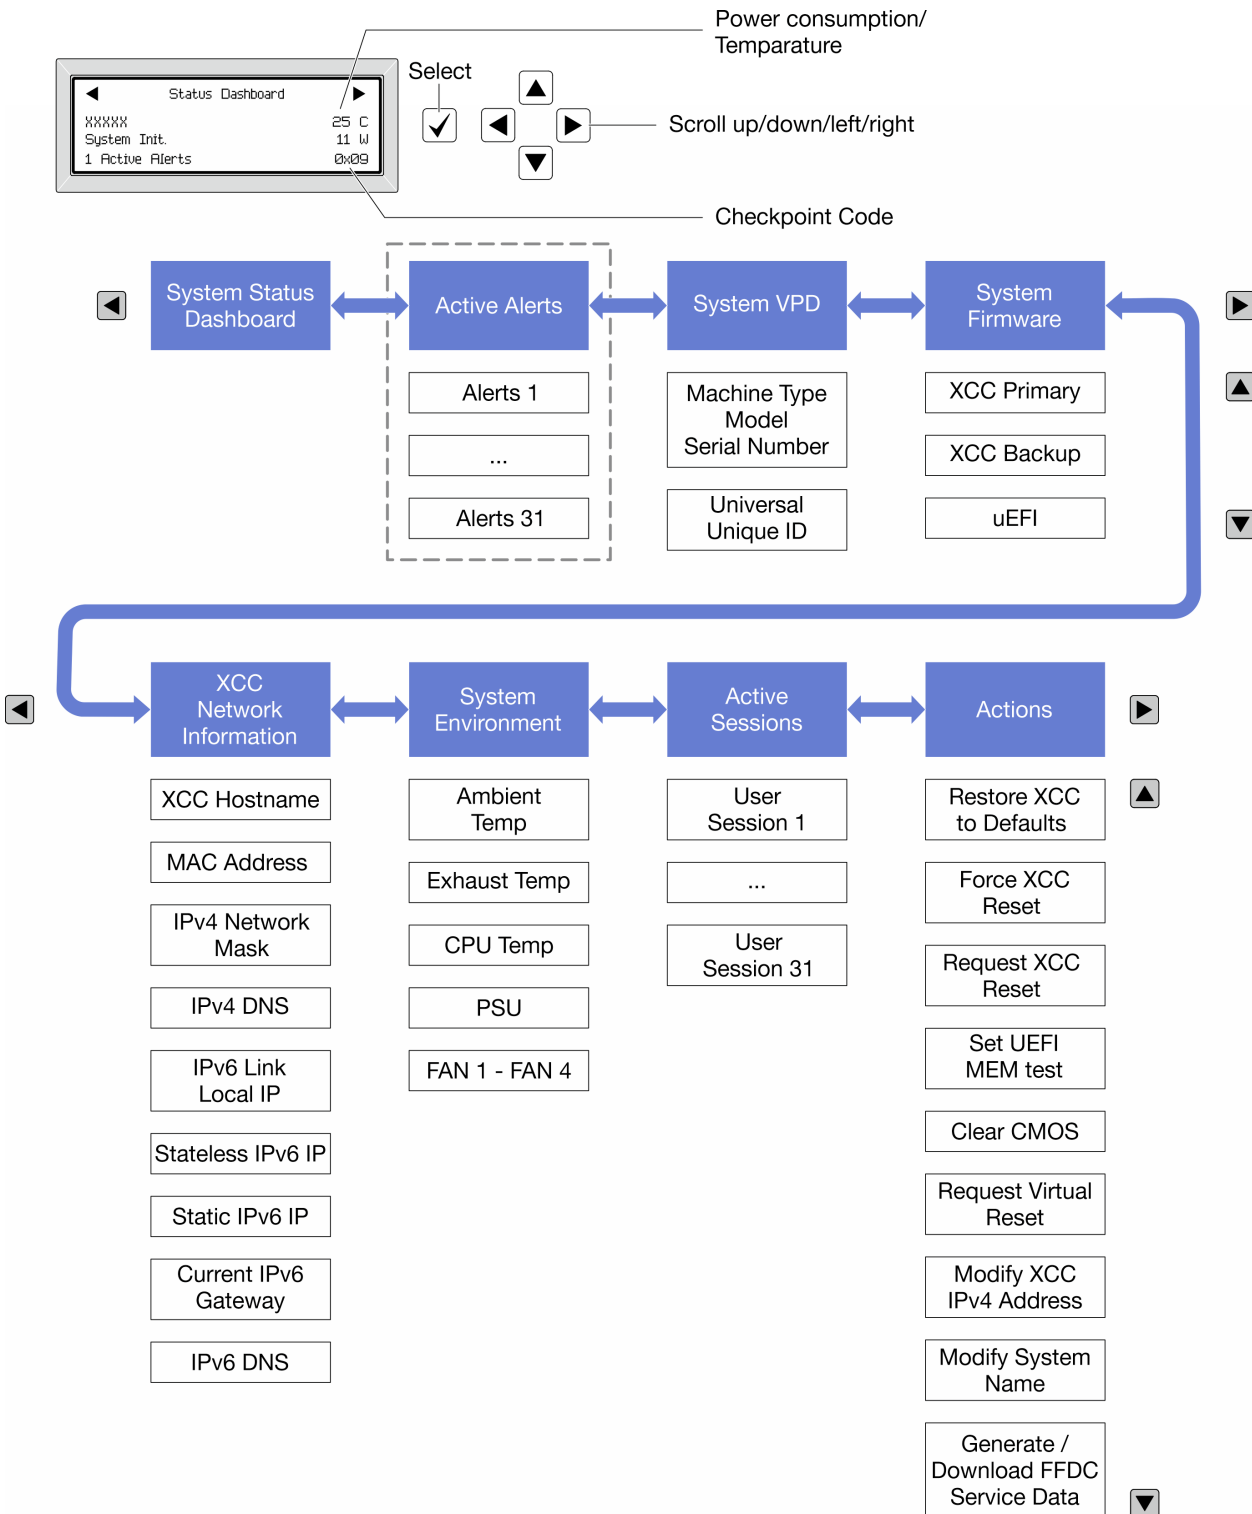 Power consumption/
Temparature
Select
Status Dashboard
XXXXX 25 C
System Init. 11 W
1 Active Alerts 0x09
Scroll up/down/left/right
Checkpoint Code
System Status
Dashboard
Active Alerts
System VPD
System
Firmware
Alerts 1
...
Alerts 31
Machine Type
Model
Serial Number
Universal
Unique ID
XCC Primary
XCC Backup
uEFI
XCC
Network
Information
System
Environment
Active
Sessions
Actions
XCC Hostname
MAC Address
IPv4 Network
Mask
IPv4 DNS
IPv6 Link
Local IP
Stateless IPv6 IP
Static IPv6 IP
Current IPv6
Gateway
IPv6 DNS
Ambient
Temp
Exhaust Temp
CPU Temp
PSU
FAN 1 - FAN 4
User
Session 1
...
User
Session 31
Restore XCC
to Defaults
Force XCC
Reset
Request XCC
Reset
Set UEFI
MEM test
Clear CMOS
Request Virtual
Reset
Modify XCC
IPv4 Address
Modify System
Name
Generate /
Download FFDC
Service Data